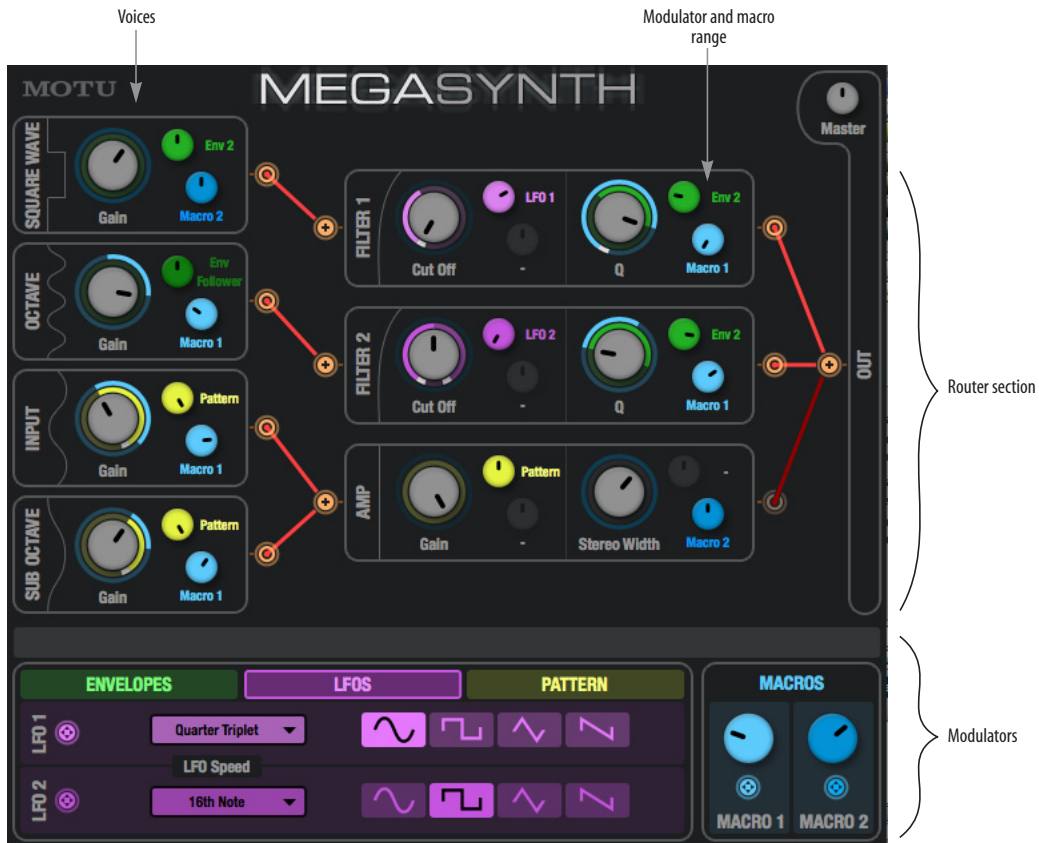 Voices
Modulator and macro
range
MOTU
MEGASYNTH
Master
SQUARE WAVE
Gain
Env 2
Macro 2
OCTAVE
Gain
Env
Follower
Macro 1
INPUT
Gain
Pattern
Macro 1
SUB OCTAVE
Gain
Pattern
Macro 1
FILTER 1
Cut Off
LFO 1
-
Q
Env 2
Macro 1
FILTER 2
Cut Off
LFO 2
-
Q
Env 2
Macro 1
AMP
Gain
Pattern
-
Stereo Width
-
Macro 2
OUT
Router section
ENVELOPES
LFOS
PATTERN
LFO 1
Quarter Triplet
LFO Speed
LFO 2
16th Note
MACROS
MACRO 1
MACRO 2
Modulators